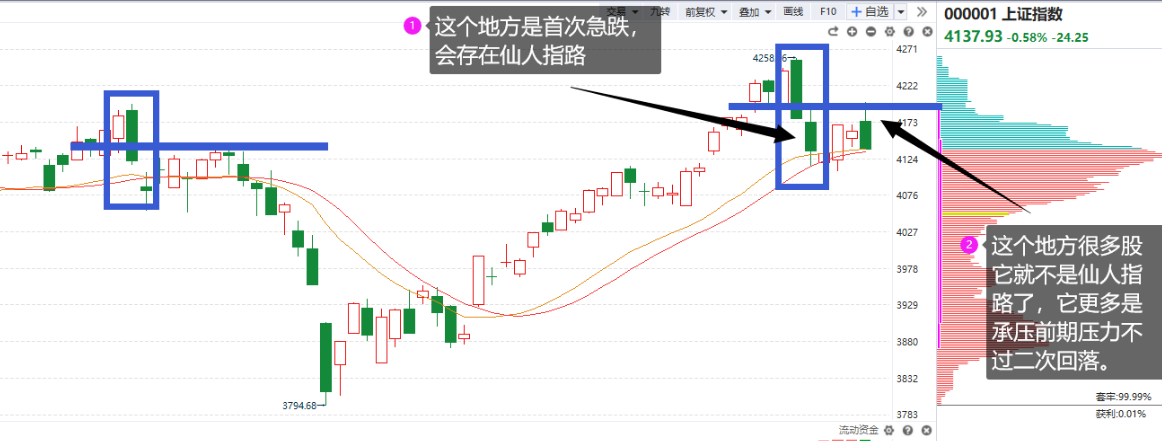 交易 九转 前复权 叠加 画线 F10 +自选
000001 上证指数
4137.93 -0.58% -24.25
1
这个地方是首次急跌，
会存在仙人指路
4271
4222
4173
4124
4076
4027
3978
3929
3880
3832
3783
3794.68
2
这个地方很多股
它就不是仙人指
路了，它更多是
承压前期压力不
过二次回落。
套牢:99.99%
获利:0.01%
流动资金